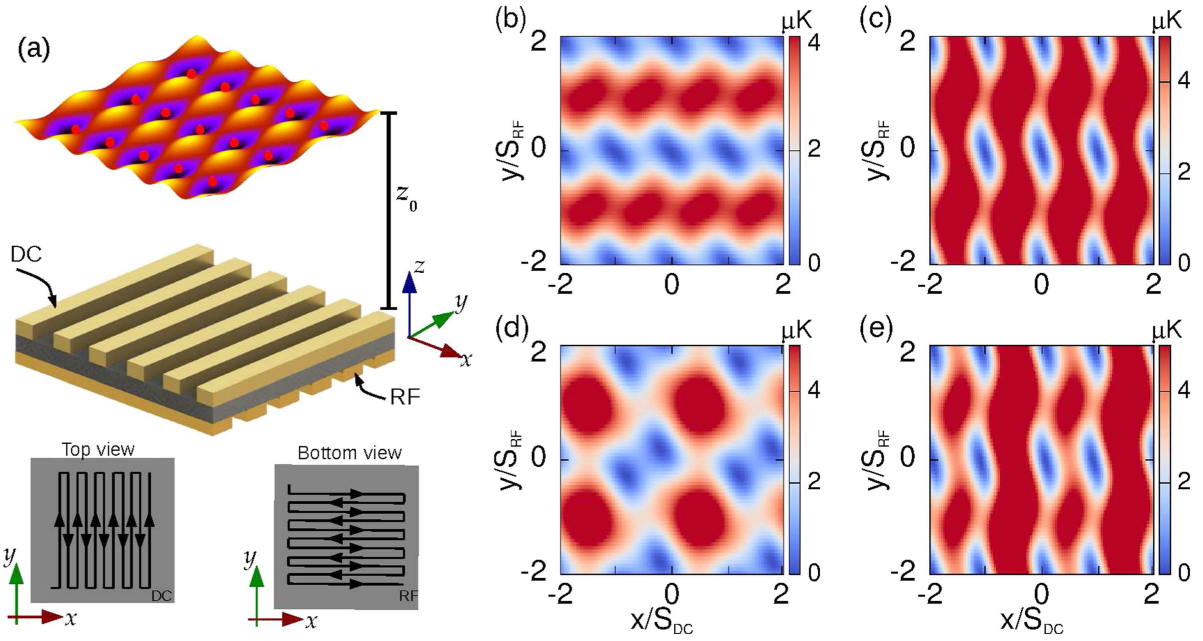 (a)
z0
DC
RF
z
y
x
Top view
DC
y
x
Bottom view
RF
y
x
(b)
μK
2
0
-2
y/SRF
-2
0
2
4
2
0
(c)
μK
2
0
-2
y/SRF
-2
0
2
4
2
0
(d)
μK
2
0
-2
y/SRF
-2
0
2
x/SDC
4
2
0
(e)
μK
2
0
-2
y/SRF
-2
0
2
x/SDC
4
2
0